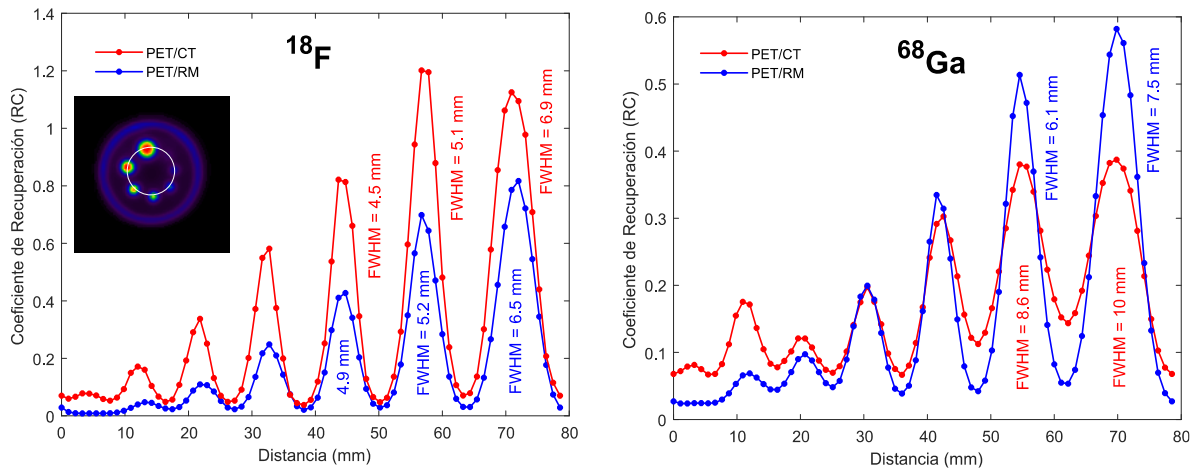 1.4
1.2
1
0.8
0.6
0.4
0.2
0
Coeficiente de Recuperación (RC)
PET/CT
PET/RM
18F
FWHM = 4.5 mm
FWHM = 5.1 mm
FWHM = 6.9 mm
4.9 mm
FWHM = 5.2 mm
FWHM = 6.5 mm
0 10 20 30 40 50 60 70 80
Distancia (mm)
0.6
0.5
0.4
0.3
0.2
0.1
0
Coeficiente de Recuperación (RC)
PET/CT
PET/RM
68Ga
FWHM = 6.1 mm
FWHM = 7.5 mm
FWHM = 8.6 mm
FWHM = 10 mm
0 10 20 30 40 50 60 70 80
Distancia (mm)